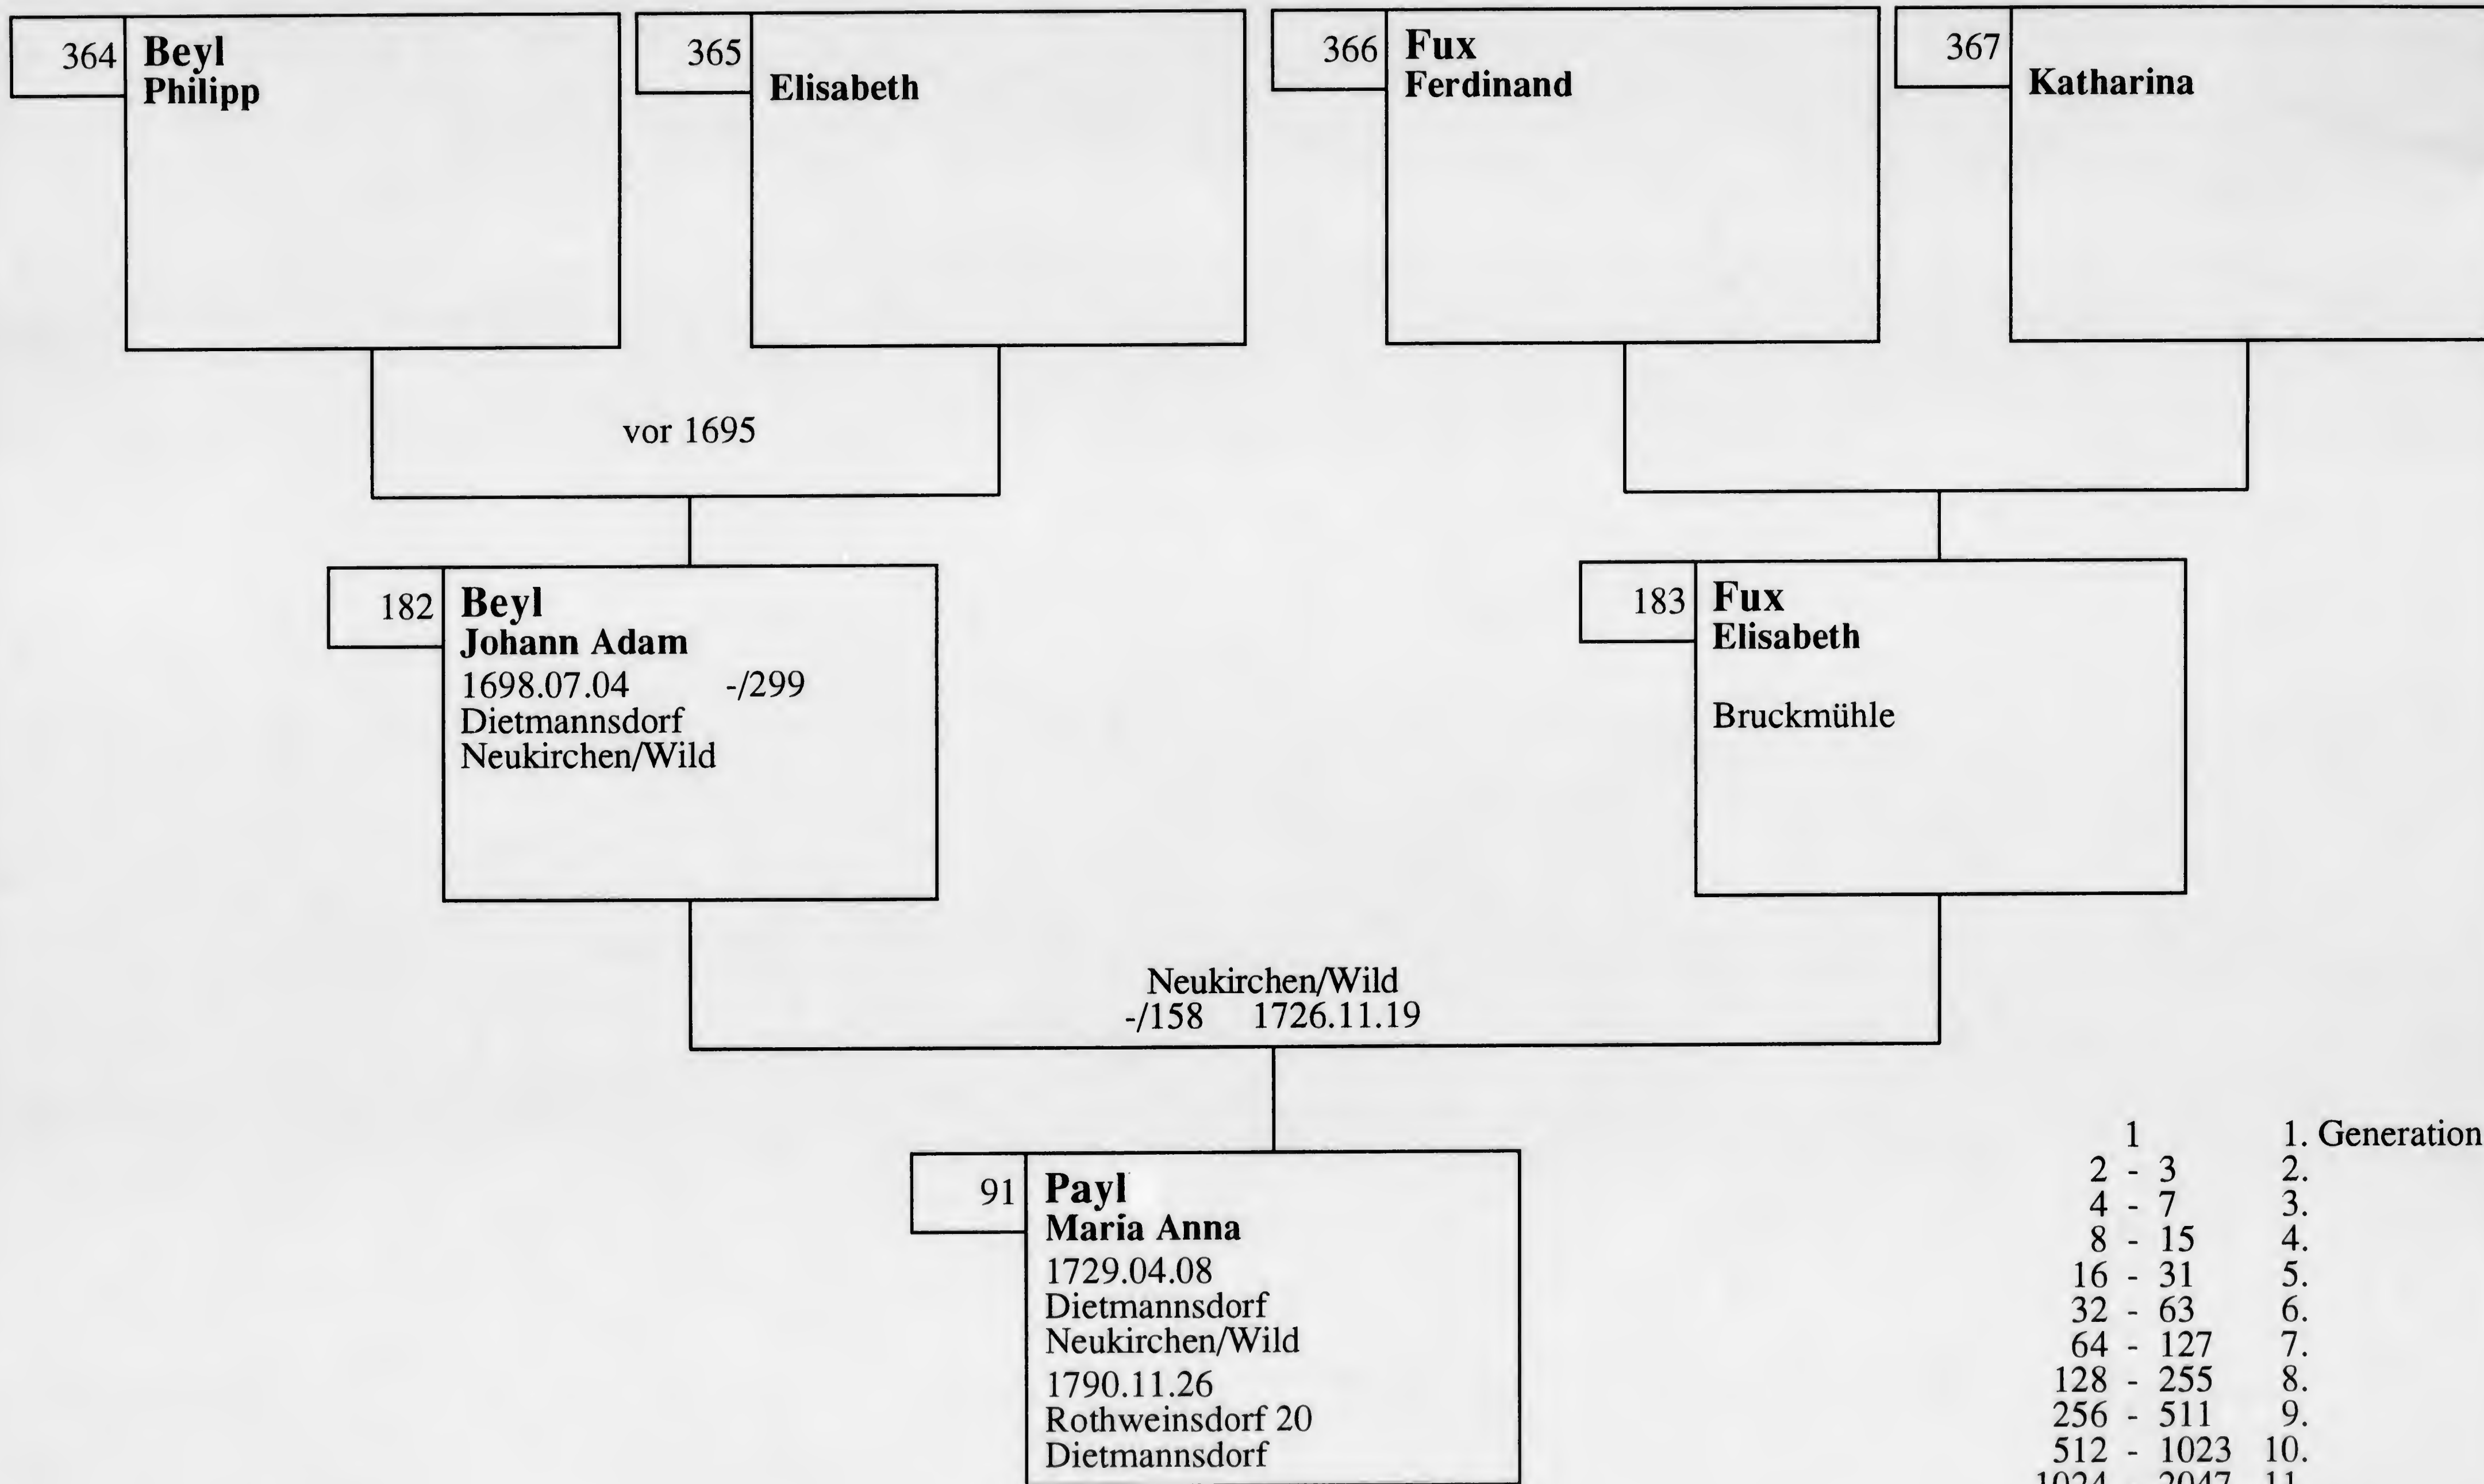 364 Beyl
Philipp
365
Elisabeth
366 Fux
Ferdinand
367
Katharina
vor 1695
182 Beyl
Johann Adam
1698.07.04 -/299
Dietmannsdorf
Neukirchen/Wild
183 Fux
Elisabeth
Bruckmühle
Neukirchen/Wild
-/158 1726.11.19
91 Payl
Maria Anna
1729.04.08
Dietmannsdorf
Neukirchen/Wild
1790.11.26
Rothweinsdorf 20
Dietmannsdorf
1 1. Generation
2 - 3 2.
4 - 7 3.
8 - 15 4.
16 - 31 5.
32 - 63 6.
64 - 127 7.
128 - 255 8.
256 - 511 9.
512 - 1023 10.
1024 - 2047 11.